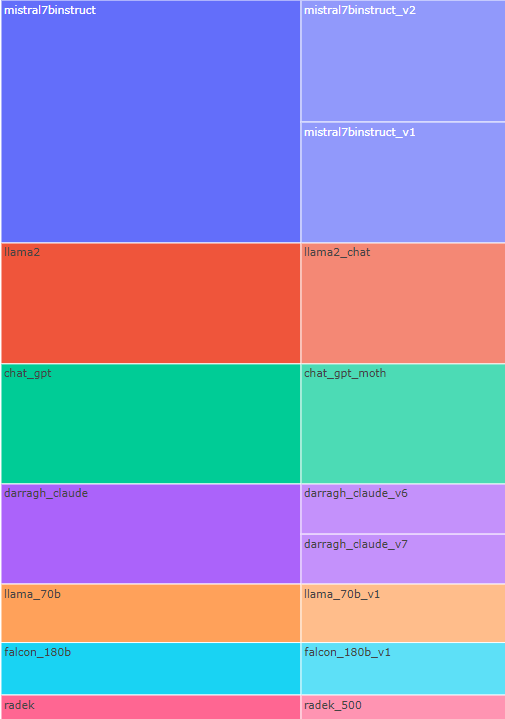 mistral7binstruct
mistral7binstruct_v2
mistral7binstruct_v1
llama2
llama2_chat
chat_gpt
chat_gpt_moth
darragh_claude
darragh_claude_v6
darragh_claude_v7
llama_70b
llama_70b_v1
falcon_180b
falcon_180b_v1
radek
radek_500